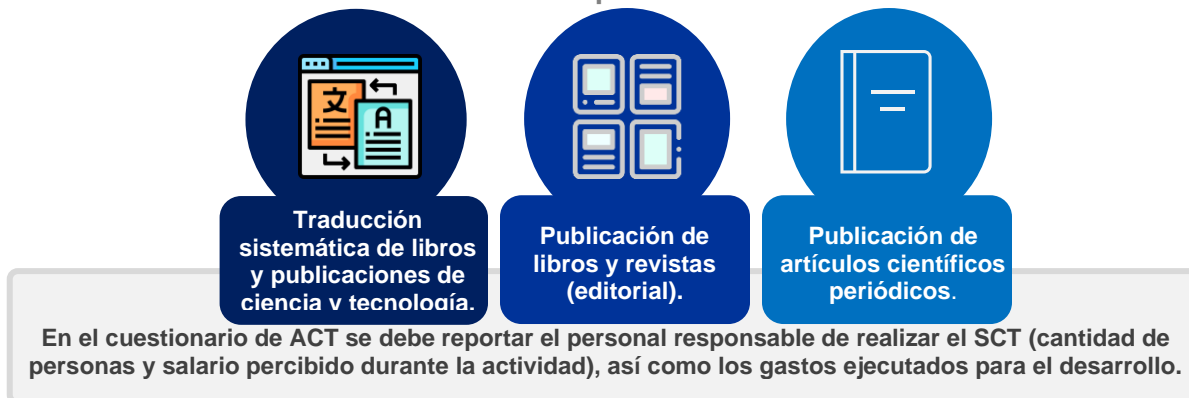 文
A
Traducción
sistemática de libros
y publicaciones de
ciencia y tecnología.
Publicación de
libros y revistas
(editorial).
Publicación de
artículos científicos
periódicos.
En el cuestionario de ACT se debe reportar el personal responsable de realizar el SCT (cantidad de
personas y salario percibido durante la actividad), así como los gastos ejecutados para el desarrollo.